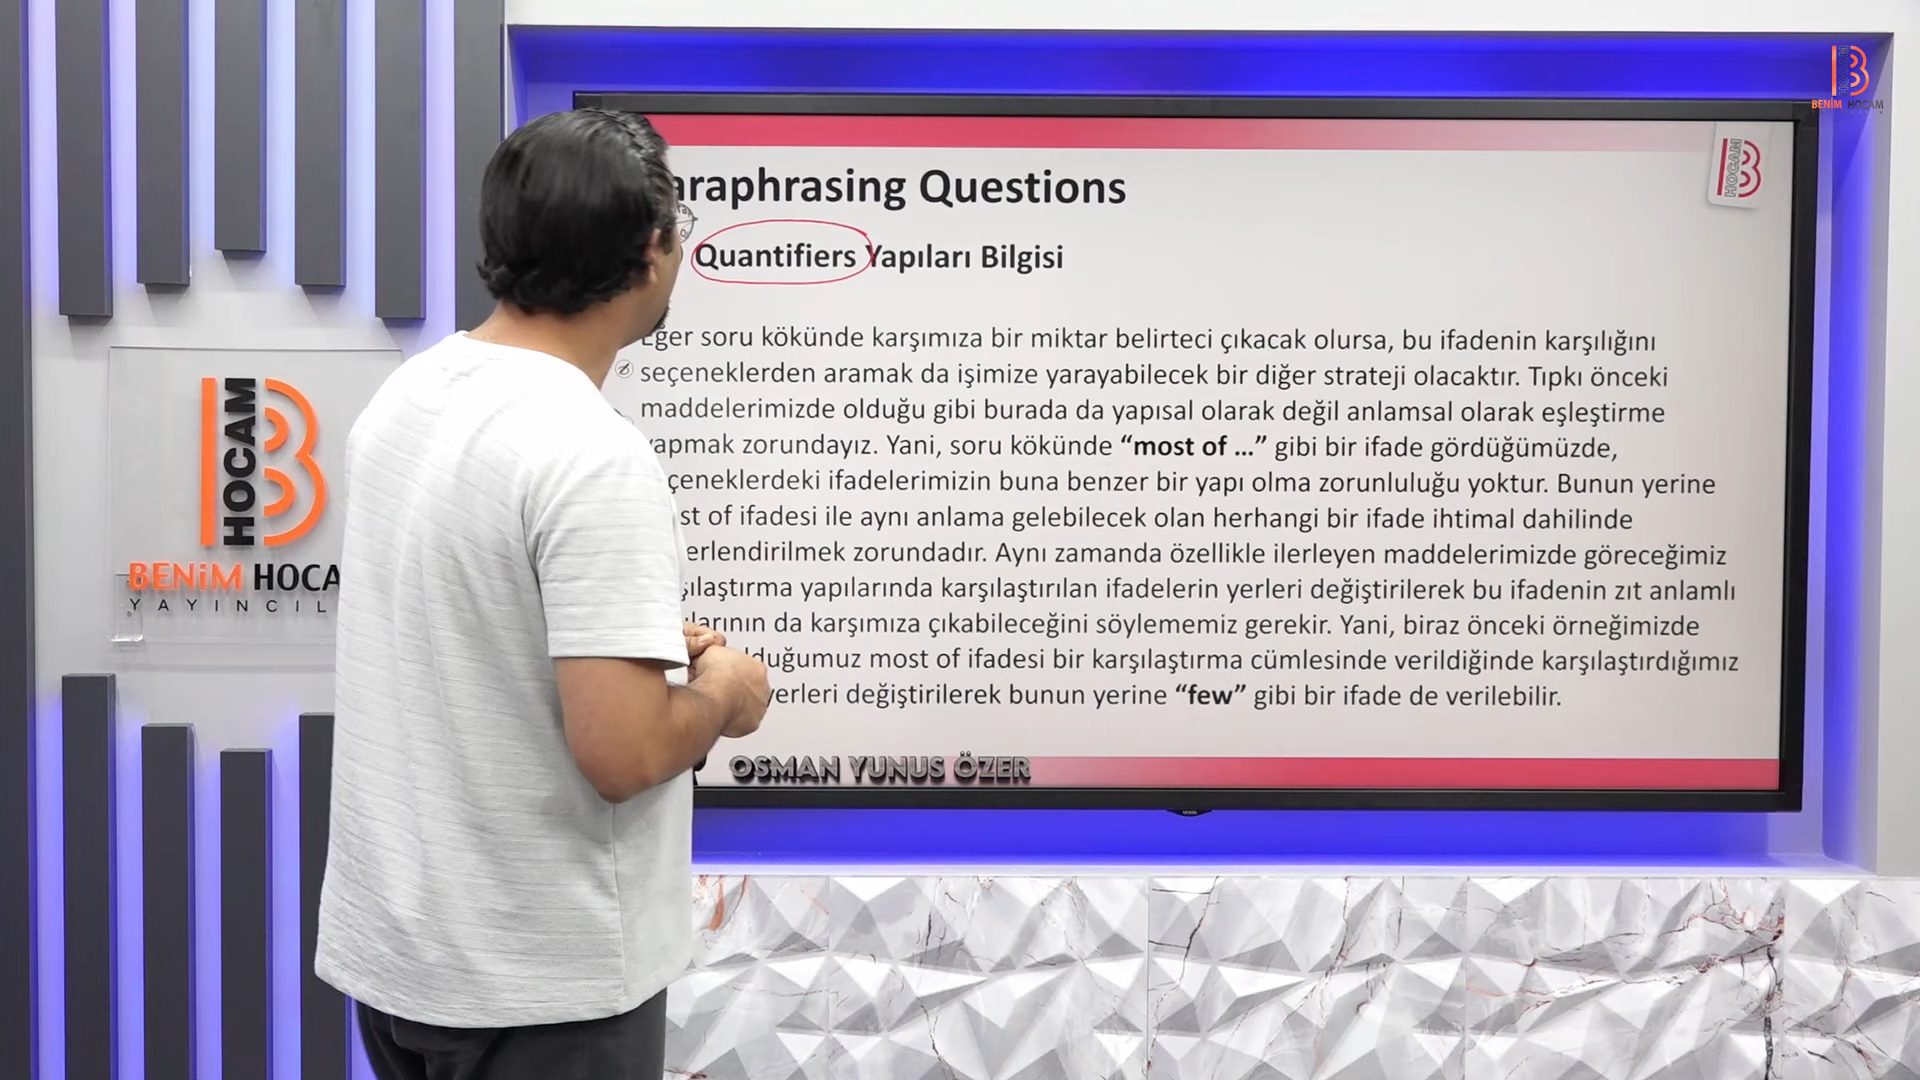 BENİM HOCAM
HOCAM
Paraphrasing Questions
Quantifiers Yapıları Bilgisi
Eğer soru kökünde karşımıza bir miktar belirteci çıkacak olursa, bu ifadenin karşılığını
seçeneklerden aramak da işimize yarayabilecek bir diğer strateji olacaktır. Tıpkı önceki
maddelerimizde olduğu gibi burada da yapısal olarak değil anlamsal olarak eşleştirme
yapmak zorundayız. Yani, soru kökünde “most of ...” gibi bir ifade gördüğümüzde,
çeneklerdeki ifadelerimizin buna benzer bir yapı olma zorunluluğu yoktur. Bunun yerine
st of ifadesi ile aynı anlama gelebilecek olan herhangi bir ifade ihtimal dahilinde
erlendirilmek zorundadır. Aynı zamanda özellikle ilerleyen maddelerimizde göreceğimiz
şılaştırma yapılarında karşılaştırılan ifadelerin yerleri değiştirilerek bu ifadenin zıt anlamlı
larının da karşımıza çıkabileceğini söylememiz gerekir. Yani, biraz önceki örneğimizde
lduğumuz most of ifadesi bir karşılaştırma cümlesinde verildiğinde karşılaştırdığımız
yerleri değiştirilerek bunun yerine “few” gibi bir ifade de verilebilir.
OSMAN YUNUS ÖZER
HOCAM
BENiM HOCA
YAYINCIL